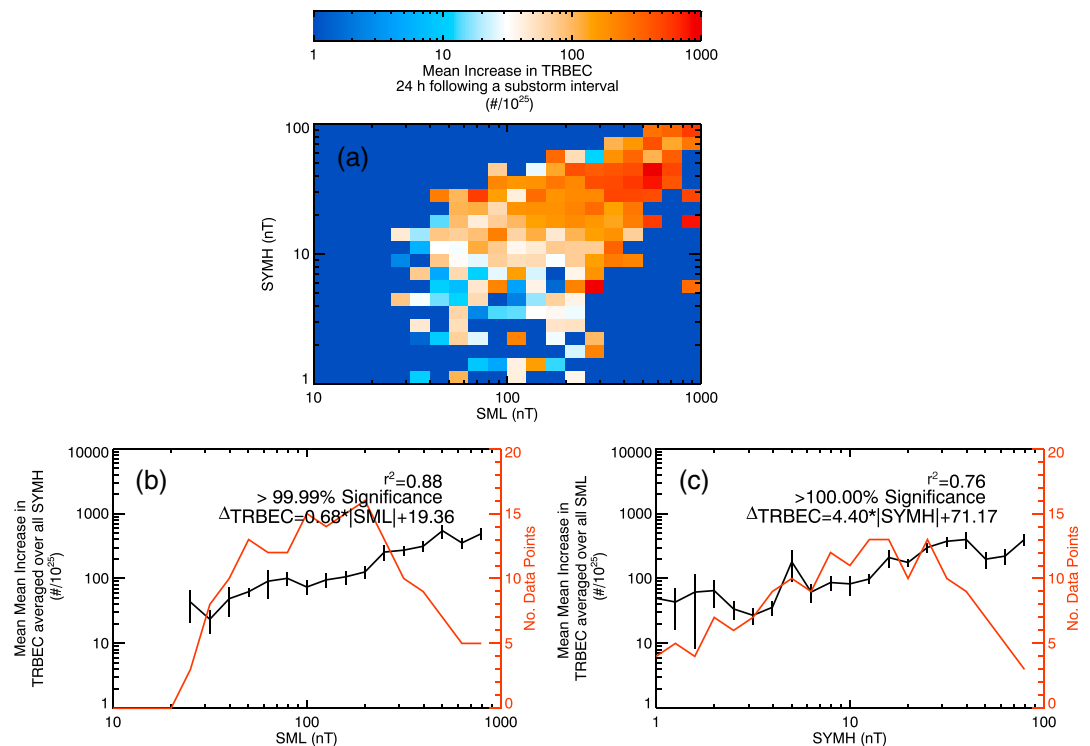 1 10 100 1000
Mean Increase in TRBEC
24 h following a substorm interval
(#/10²⁵)
(a)
100
10
1
SYMH (nT)
10 100 1000
SML (nT)
(b)
r²=0.88
> 99.99% Significance
ΔTRBEC=0.68*|SML|+19.36
10000
1000
100
10
1
Mean Mean Increase in
TRBEC averaged over all SYMH
(#/10²⁵)
20
15
10
5
0
No. Data Points
10 100 1000
SML (nT)
(c)
r²=0.76
>100.00% Significance
ΔTRBEC=4.40*|SYMH|+71.17
10000
1000
100
10
1
Mean Mean Increase in
TRBEC averaged over all SML
(#/10²⁵)
20
15
10
5
0
No. Data Points
1 10 100
SYMH (nT)